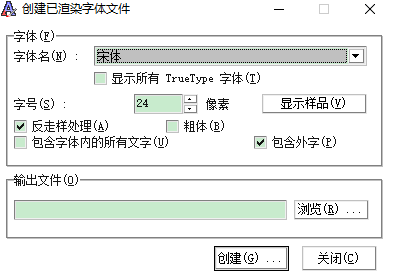 创建已渲染字体文件
字体(F)
字体名(N) : 宋体
显示所有 TrueType 字体(T)
字号(S) : 24 像素 显示样品(V)
反走样处理(A) 粗体(B)
包含字体内的所有文字(U) 包含外字(P)
输出文件(O)
浏览(R) ...
创建(G) ... 关闭(C)